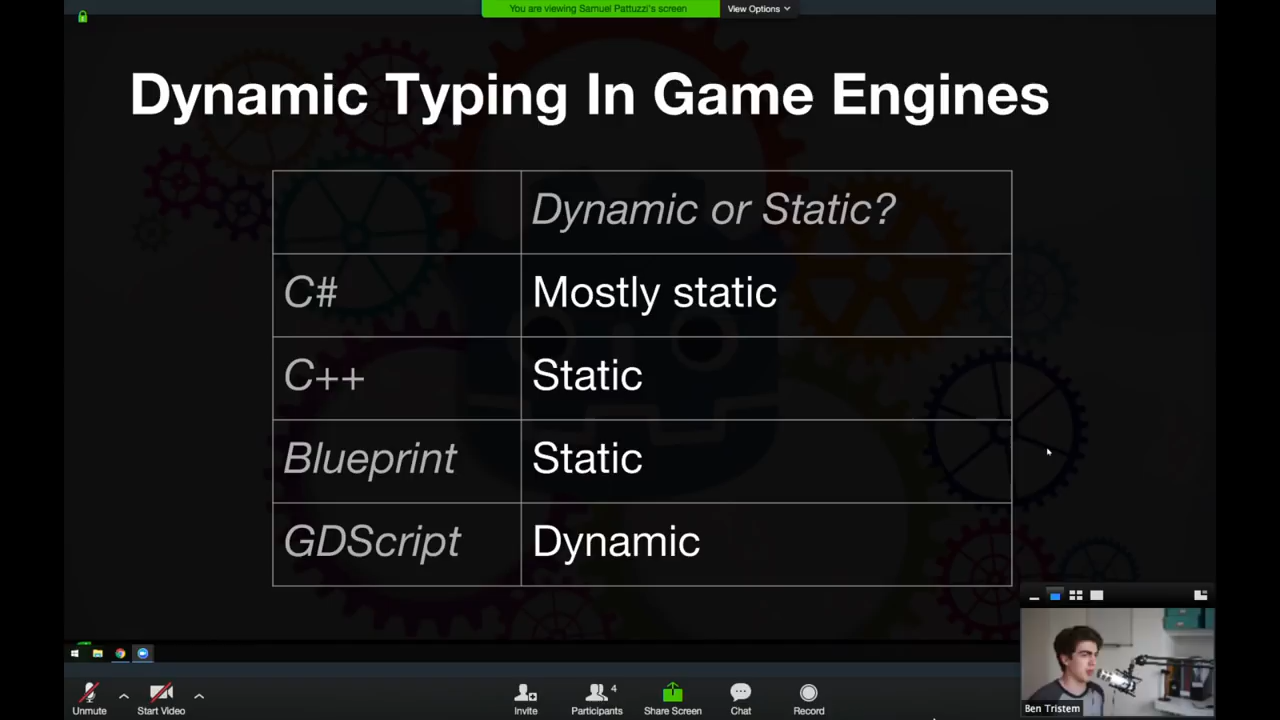 You are viewing Samuel Pattuzzi's screen
View Options
Dynamic Typing In Game Engines
Dynamic or Static?
C# Mostly static
C++ Static
Blueprint Static
GDScript Dynamic
Ben Tristem
Unmute
Start Video
Invite
Participants 4
Share Screen
Chat
Record